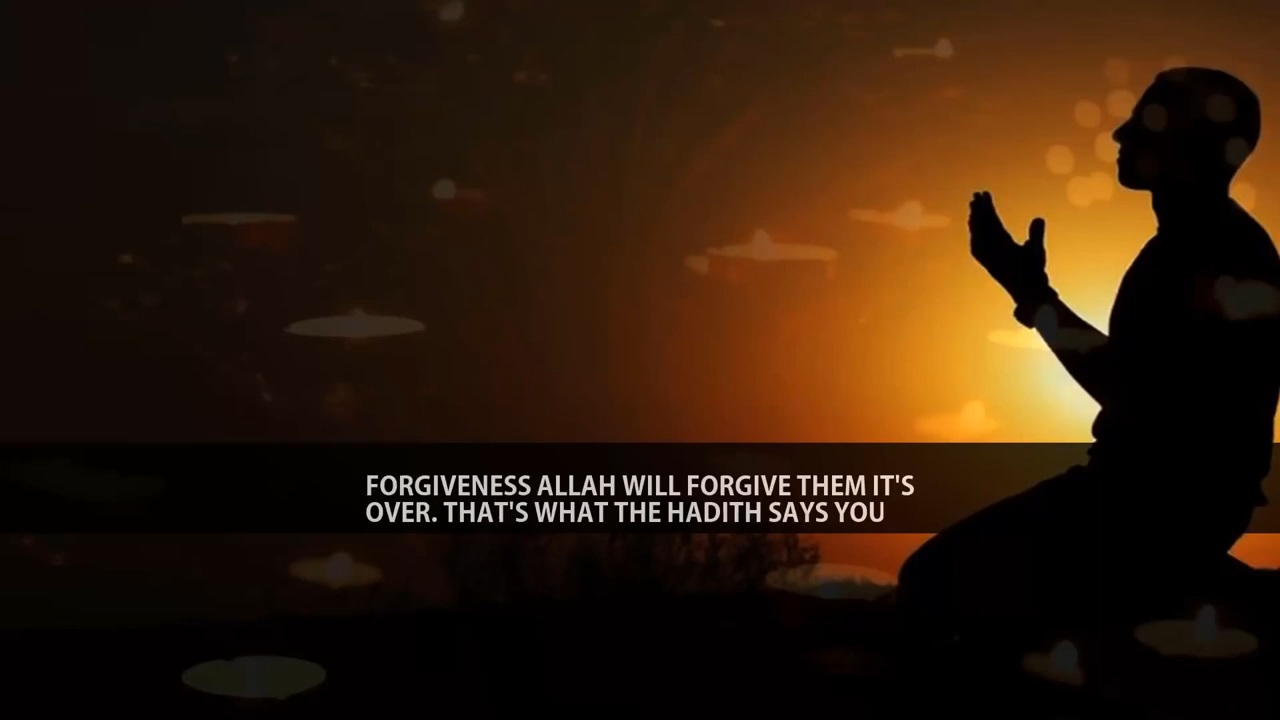 FORGIVENESS ALLAH WILL FORGIVE THEM IT'S
OVER. THAT'S WHAT THE HADITH SAYS YOU